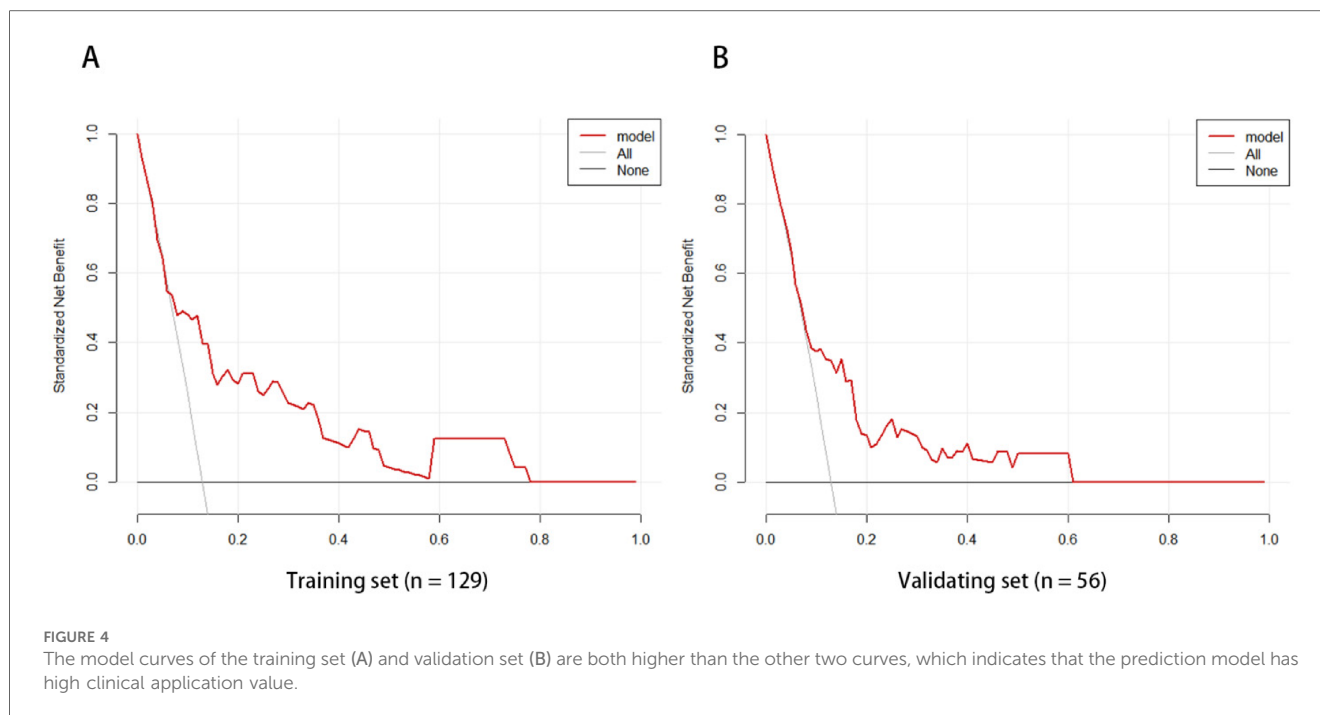 A
B
model
All
None
model
All
None
Standardized Net Benefit
1.0
0.8
0.6
0.4
0.2
0.0
0.0 0.2 0.4 0.6 0.8 1.0
Training set (n = 129)
Standardized Net Benefit
1.0
0.8
0.6
0.4
0.2
0.0
0.0 0.2 0.4 0.6 0.8 1.0
Validating set (n = 56)
FIGURE 4
The model curves of the training set (A) and validation set (B) are both higher than the other two curves, which indicates that the prediction model has
high clinical application value.